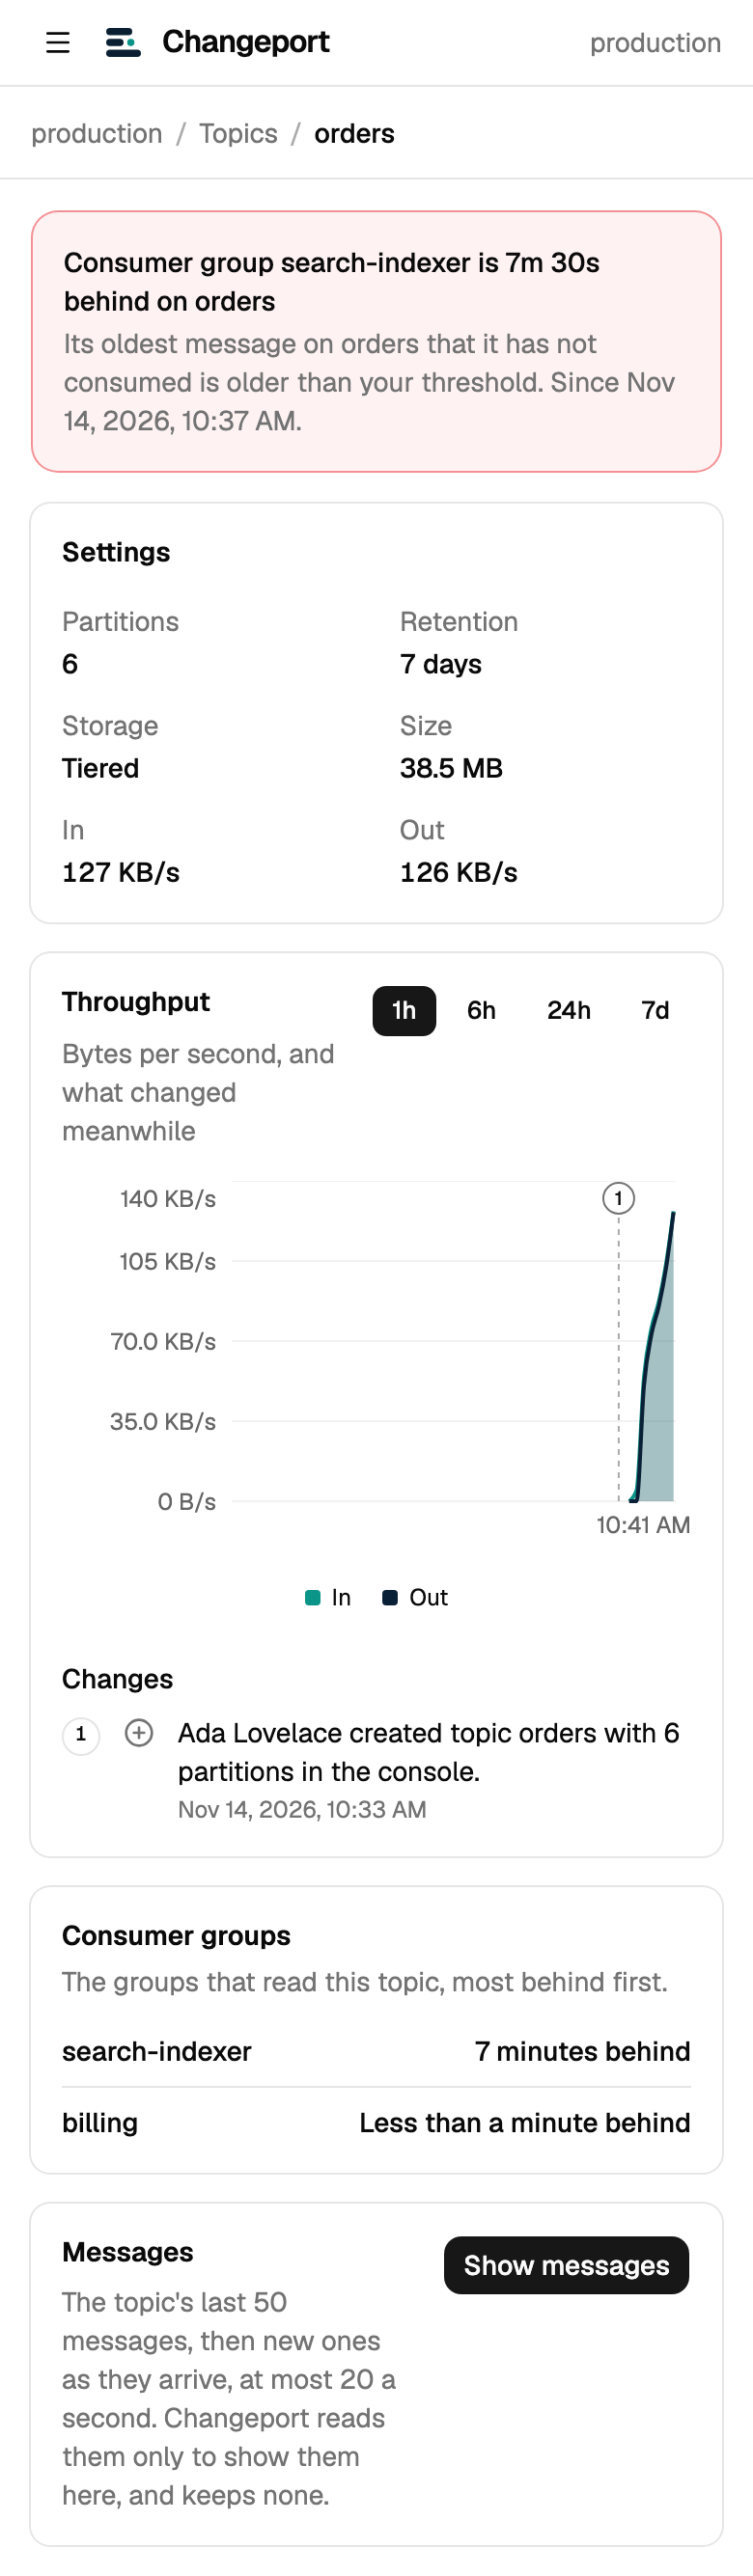 Changeport
production
production / Topics / orders
Consumer group search-indexer is 7m 30s
behind on orders
Its oldest message on orders that it has not
consumed is older than your threshold. Since Nov
14, 2026, 10:37 AM.
Settings
Partitions
6
Retention
7 days
Storage
Tiered
Size
38.5 MB
In
127 KB/s
Out
126 KB/s
Throughput
Bytes per second, and
what changed
meanwhile
1h 6h 24h 7d
140 KB/s
105 KB/s
70.0 KB/s
35.0 KB/s
0 B/s
1
10:41 AM
In Out
Changes
1
Ada Lovelace created topic orders with 6
partitions in the console.
Nov 14, 2026, 10:33 AM
Consumer groups
The groups that read this topic, most behind first.
search-indexer 7 minutes behind
billing Less than a minute behind
Messages
Show messages
The topic's last 50
messages, then new ones
as they arrive, at most 20 a
second. Changeport reads
them only to show them
here, and keeps none.